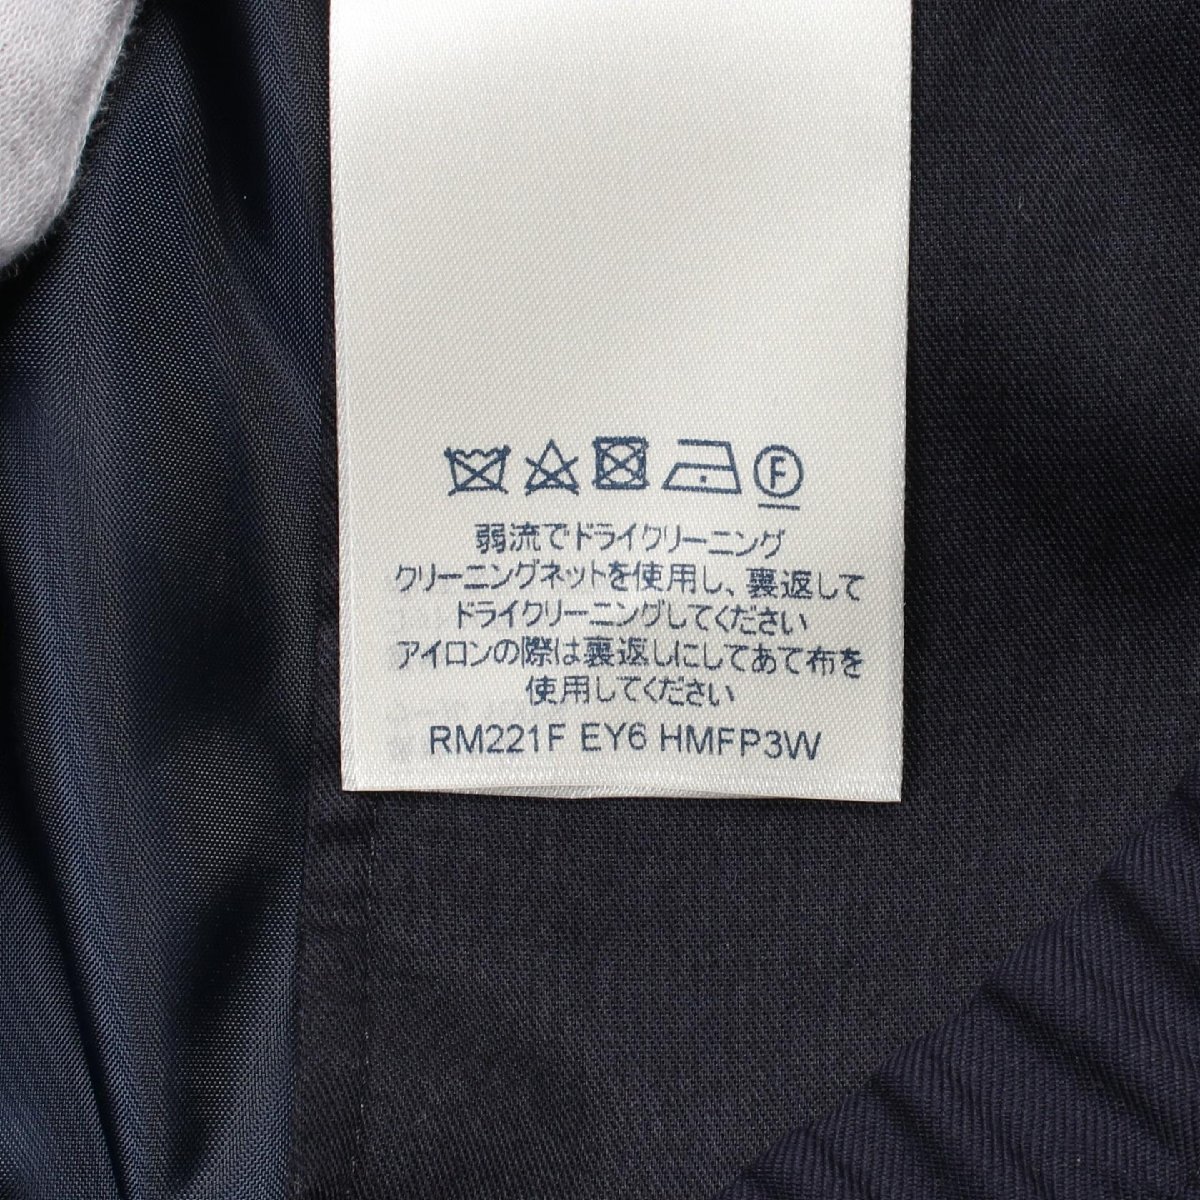 F
弱流でドライクリーニング
クリーニングネットを使用し、裏返して
ドライクリーニングしてください
アイロンの際は裏返しにしてあて布を
使用してください
RM221F EY6 HMFP3W